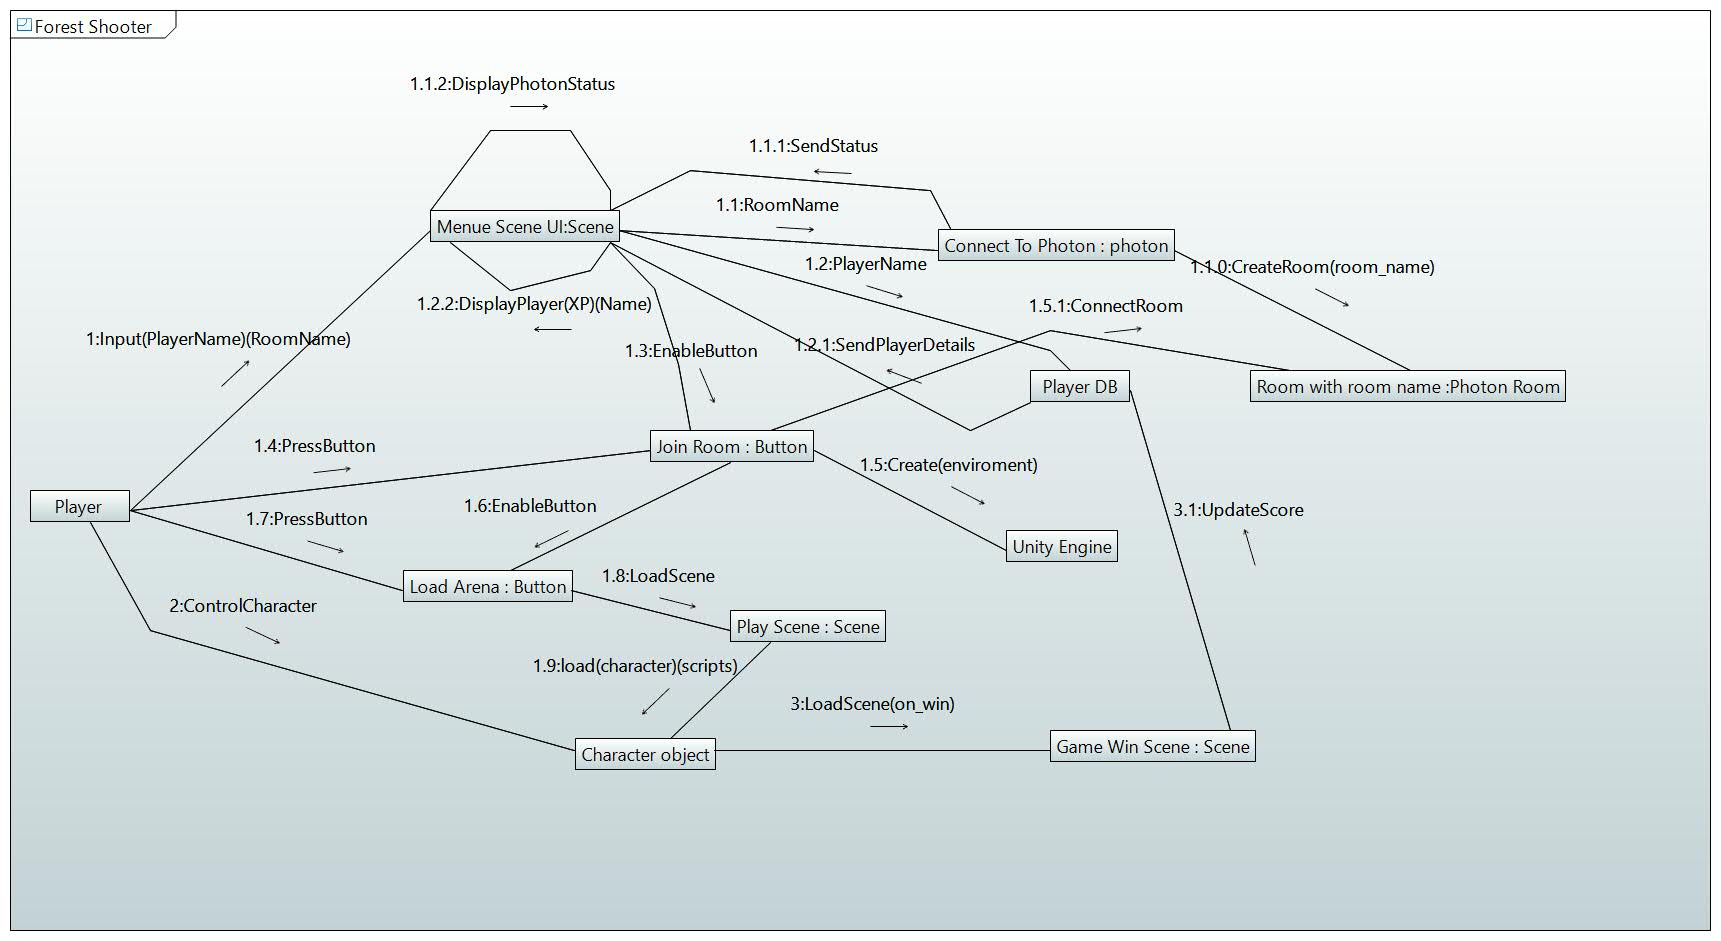 Forest Shooter
1.1.2:DisplayPhotonStatus
1.1.1:SendStatus
1.1:RoomName
Menue Scene UI:Scene
Connect To Photon : photon
1.2:PlayerName
1.1.0:CreateRoom(room_name)
1.2.2:DisplayPlayer(XP)(Name)
1.5.1:ConnectRoom
1:Input(PlayerName)(RoomName)
1.3:EnableButton
1.2.1:SendPlayerDetails
Player DB
Room with room name :Photon Room
1.4:PressButton
Join Room : Button
1.5:Create(enviroment)
Player
1.6:EnableButton
1.7:PressButton
3.1:UpdateScore
Unity Engine
1.8:LoadScene
Load Arena : Button
2:ControlCharacter
Play Scene : Scene
1.9:load(character)(scripts)
3:LoadScene(on_win)
Character object
Game Win Scene : Scene